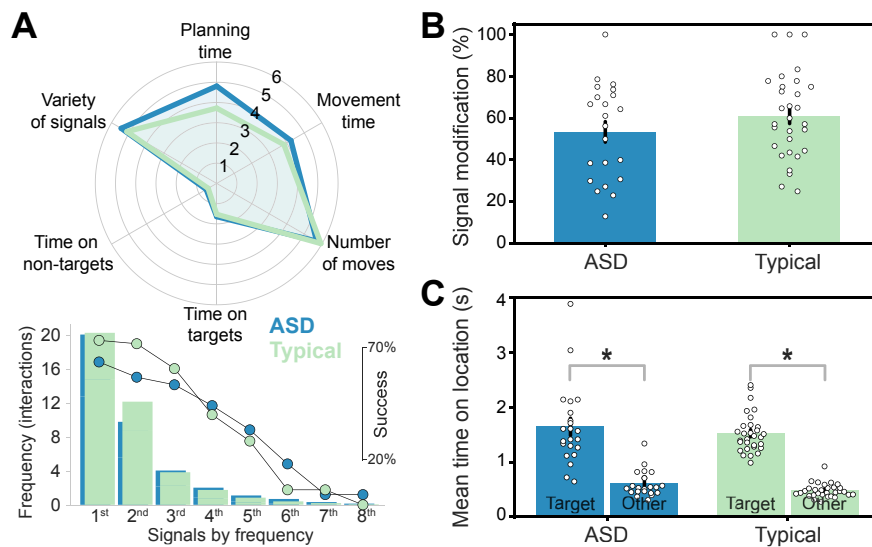 A
Planning
time
6
5
4
3
2
1
Movement
time
Variety
of signals
Time on
non-targets
Number
of moves
Time on
targets
ASD
Typical
Frequency (interactions)
20
16
12
8
4
0
70%
Success
20%
1st 2nd 3rd 4th 5th 6th 7th 8th
Signals by frequency
B
Signal modification (%)
100
80
60
40
20
0
ASD Typical
C
Mean time on location (s)
4
3
2
1
0
* *
Target Other Target Other
ASD Typical